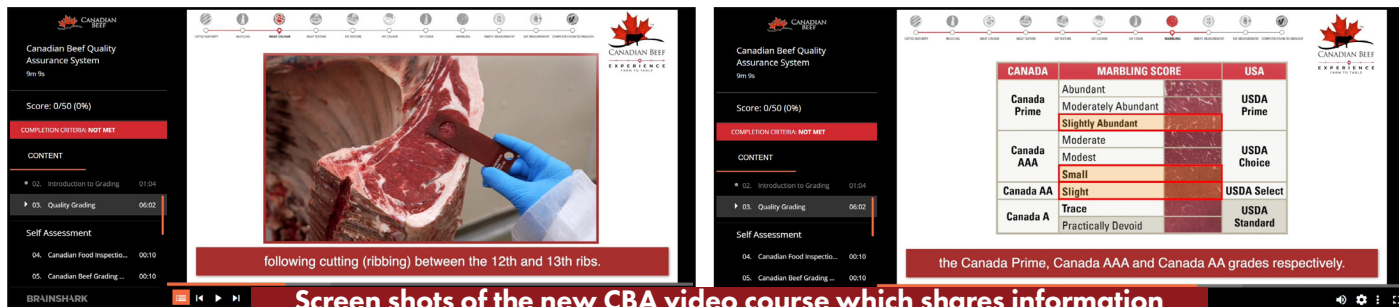 CANADIAN
BEEF
Canadian Beef Quality
Assurance System
9m 9s
Score: 0/50 (0%)
COMPLETION CRITERIA: NOT MET
CONTENT
02. Introduction to Grading 01:04
03. Quality Grading 06:02
Self Assessment
04. Canadian Food Inspectio... 00:10
05. Canadian Beef Grading ... 00:10
BRAINSHARK
MEAT COLOUR
CANADIAN BEEF
EXPERIENCE
FARM TO TABLE
following cutting (ribbing) between the 12th and 13th ribs.
CANADIAN
BEEF
Canadian Beef Quality
Assurance System
9m 9s
Score: 0/50 (0%)
COMPLETION CRITERIA: NOT MET
CONTENT
02. Introduction to Grading 01:04
03. Quality Grading 06:02
Self Assessment
04. Canadian Food Inspectio... 00:10
05. Canadian Beef Grading ... 00:10
MARBLING
CANADIAN BEEF
EXPERIENCE
FARM TO TABLE
CANADA MARBLING SCORE USA
Canada Prime
Abundant
Moderately Abundant
Slightly Abundant
USDA Prime
Canada AAA
Moderate
Modest
Small
USDA Choice
Canada AA Slight USDA Select
Canada A
Trace
Practically Devoid
USDA Standard
the Canada Prime, Canada AAA and Canada AA grades respectively.
Screen shots of the new CBA video course which shares information